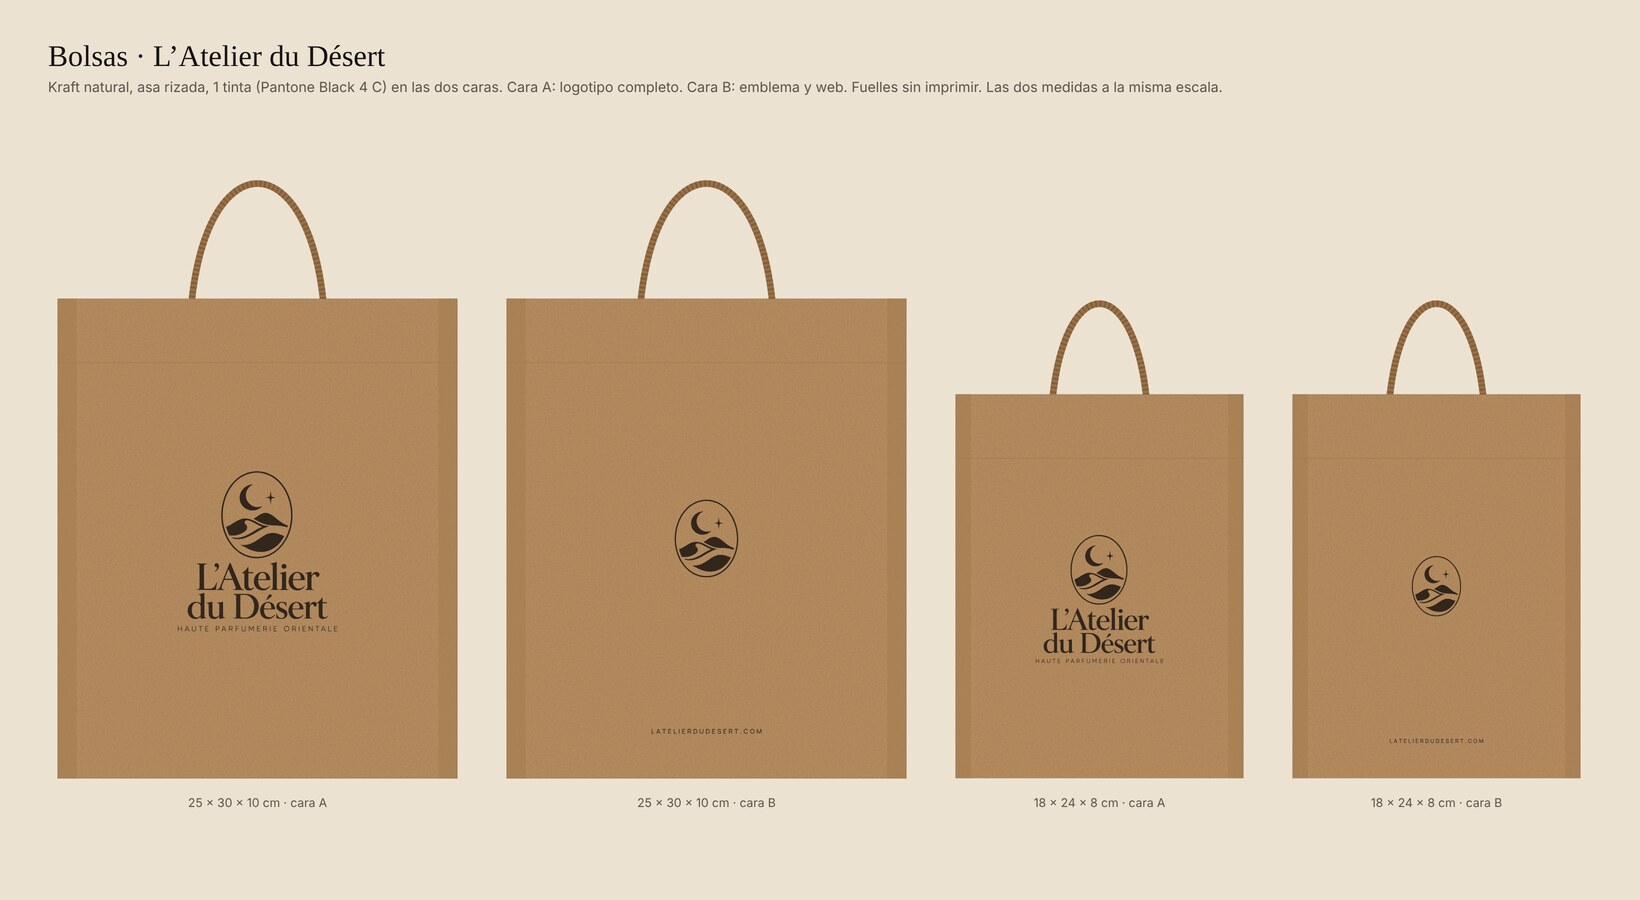 Bolsas · L’Atelier du Désert
Kraft natural, asa rizada, 1 tinta (Pantone Black 4 C) en las dos caras. Cara A: logotipo completo. Cara B: emblema y web. Fuelles sin imprimir. Las dos medidas a la misma escala.
L’Atelier
du Désert
HAUTE PARFUMERIE ORIENTALE
LATELIERDUDESERT.COM
L’Atelier
du Désert
HAUTE PARFUMERIE ORIENTALE
LATELIERDUDESERT.COM
25 × 30 × 10 cm · cara A
25 × 30 × 10 cm · cara B
18 × 24 × 8 cm · cara A
18 × 24 × 8 cm · cara B